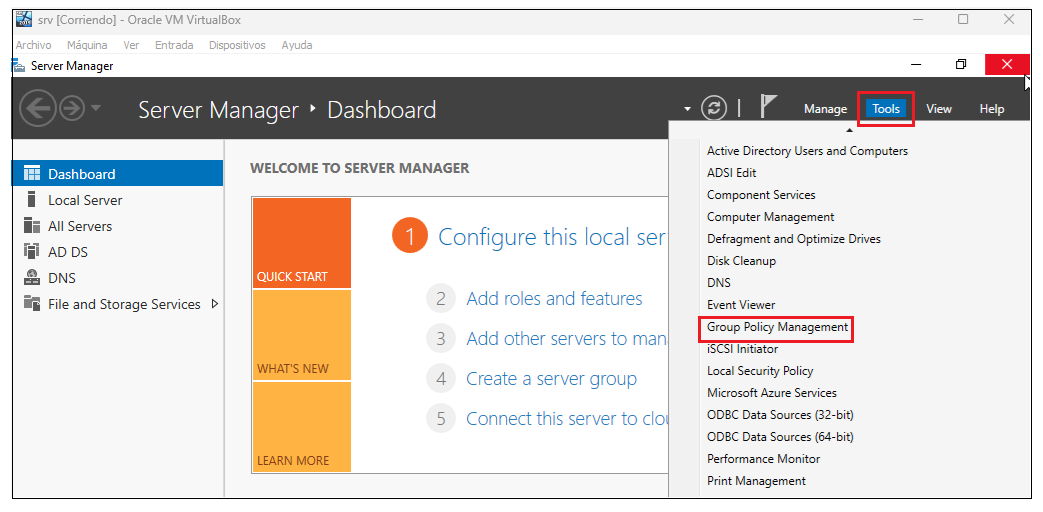 srv [Corriendo] - Oracle VM VirtualBox
Archivo Máquina Ver Entrada Dispositivos Ayuda
Server Manager
Server Manager ‣ Dashboard
Manage Tools View Help
Dashboard
Local Server
All Servers
AD DS
DNS
File and Storage Services
WELCOME TO SERVER MANAGER
QUICK START
WHAT'S NEW
LEARN MORE
1 Configure this local ser
2 Add roles and features
3 Add other servers to man
4 Create a server group
5 Connect this server to clou
Active Directory Users and Computers
ADSI Edit
Component Services
Computer Management
Defragment and Optimize Drives
Disk Cleanup
DNS
Event Viewer
Group Policy Management
iSCSI Initiator
Local Security Policy
Microsoft Azure Services
ODBC Data Sources (32-bit)
ODBC Data Sources (64-bit)
Performance Monitor
Print Management